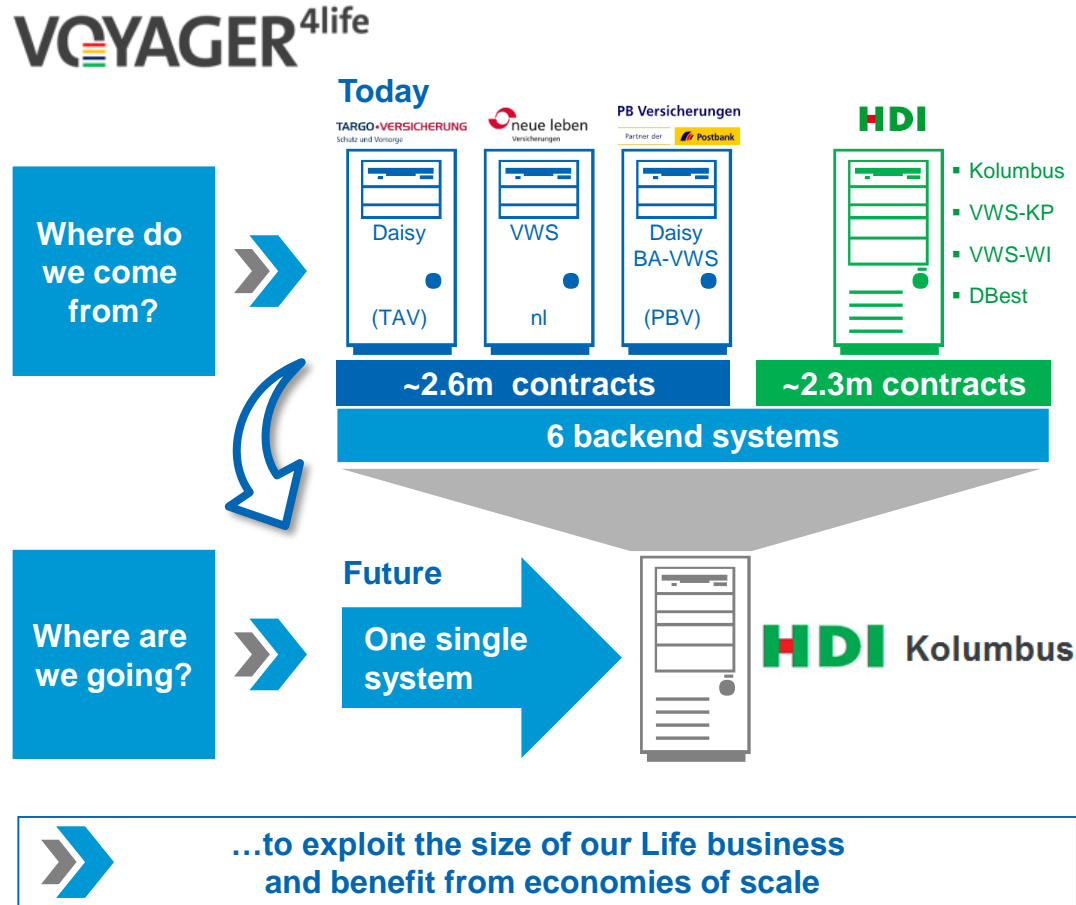 VOYAGER4life
Today
TARGO VERSICHERUNG
Schutz und Vorsorge
neue leben
Versicherungen
PB Versicherungen
Partner der Postbank
HDI
Where do
we come
from?
Daisy
(TAV)
VWS
nl
Daisy
BA-VWS
(PBV)
▪ Kolumbus
▪ VWS-KP
▪ VWS-WI
▪ DBest
~2.6m contracts
~2.3m contracts
6 backend systems
Where are
we going?
Future
One single
system
HDI Kolumbus
…to exploit the size of our Life business
and benefit from economies of scale